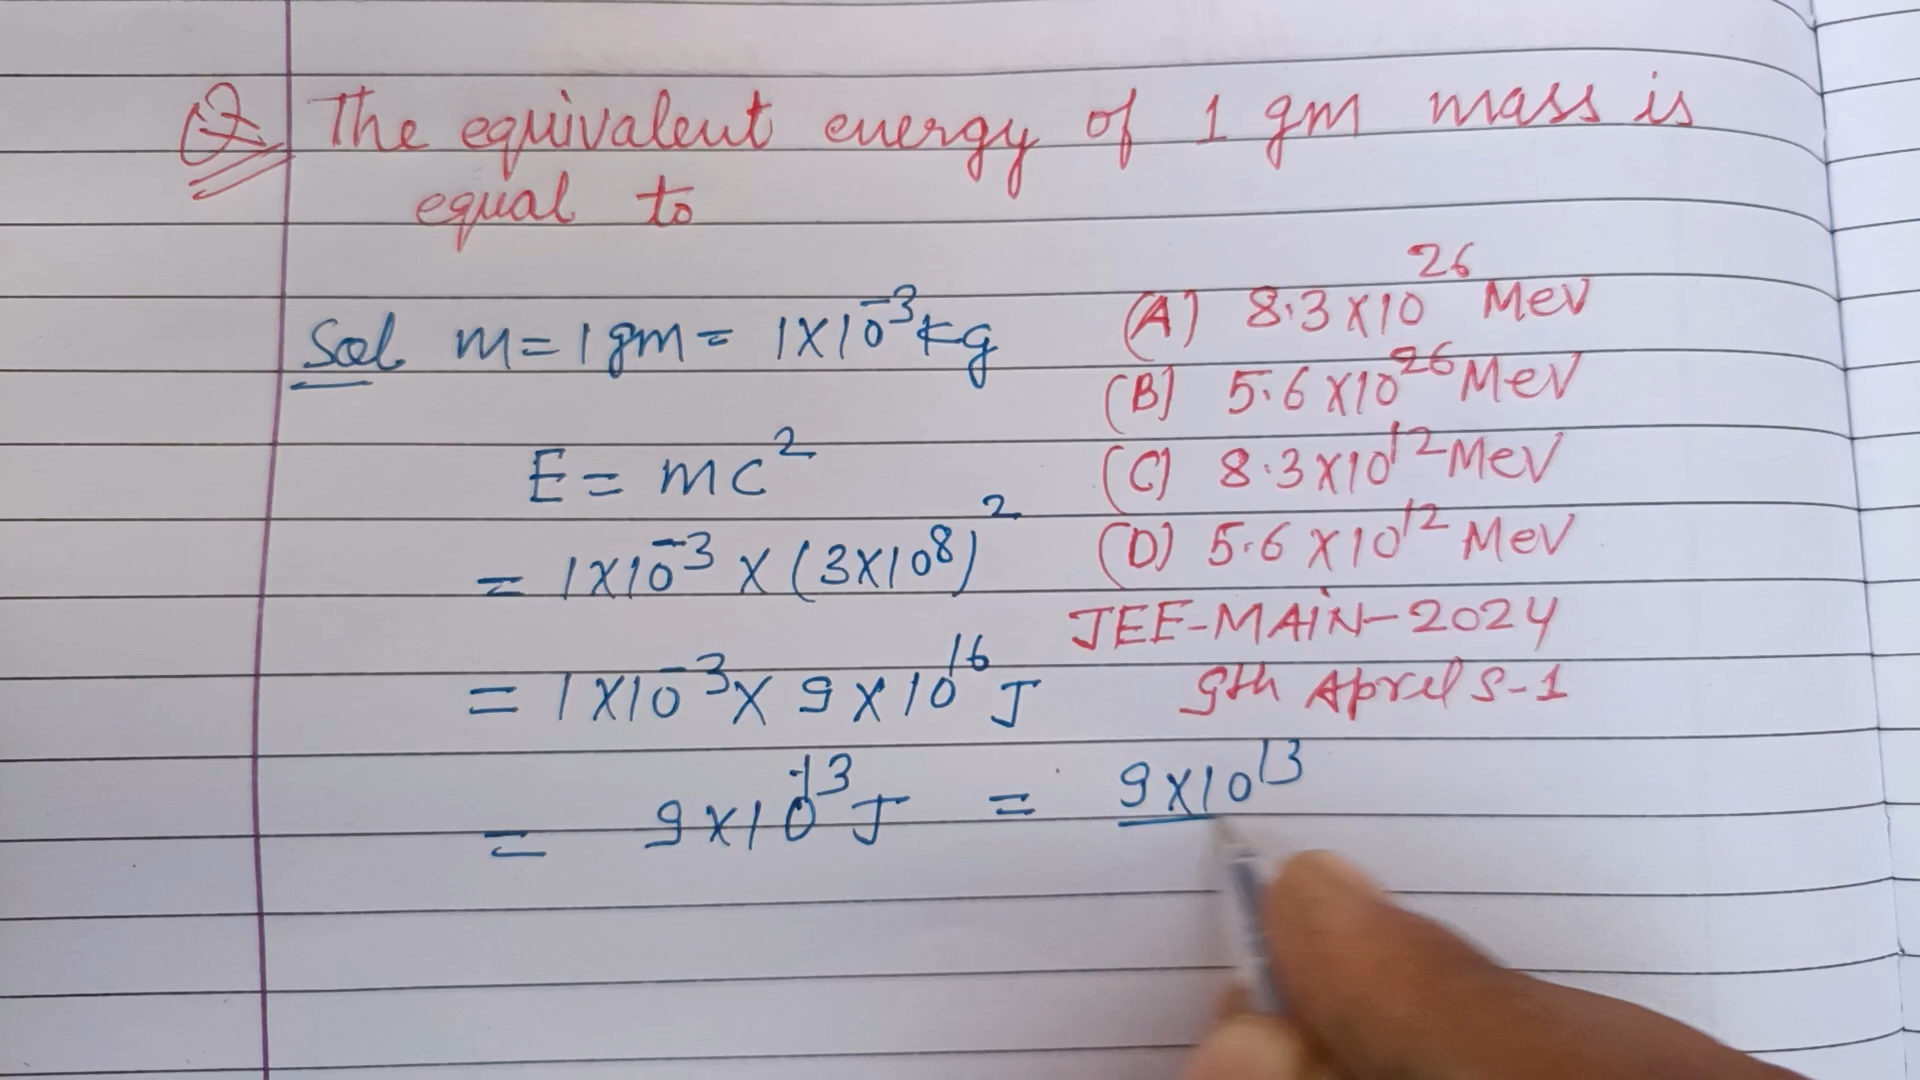 Q The equivalent energy of 1 gm mass is
equal to
Sol m = 1 gm = 1×10⁻³ kg
E = mc²
= 1×10⁻³ × (3×10⁸)²
= 1×10⁻³ × 9×10¹⁶ J
= 9×10¹³ J = 9×10¹³
(A) 8.3×10²⁶ MeV
(B) 5.6×10²⁶ MeV
(C) 8.3×10¹² MeV
(D) 5.6×10¹² MeV
JEE-MAIN-2024
9th April S-1